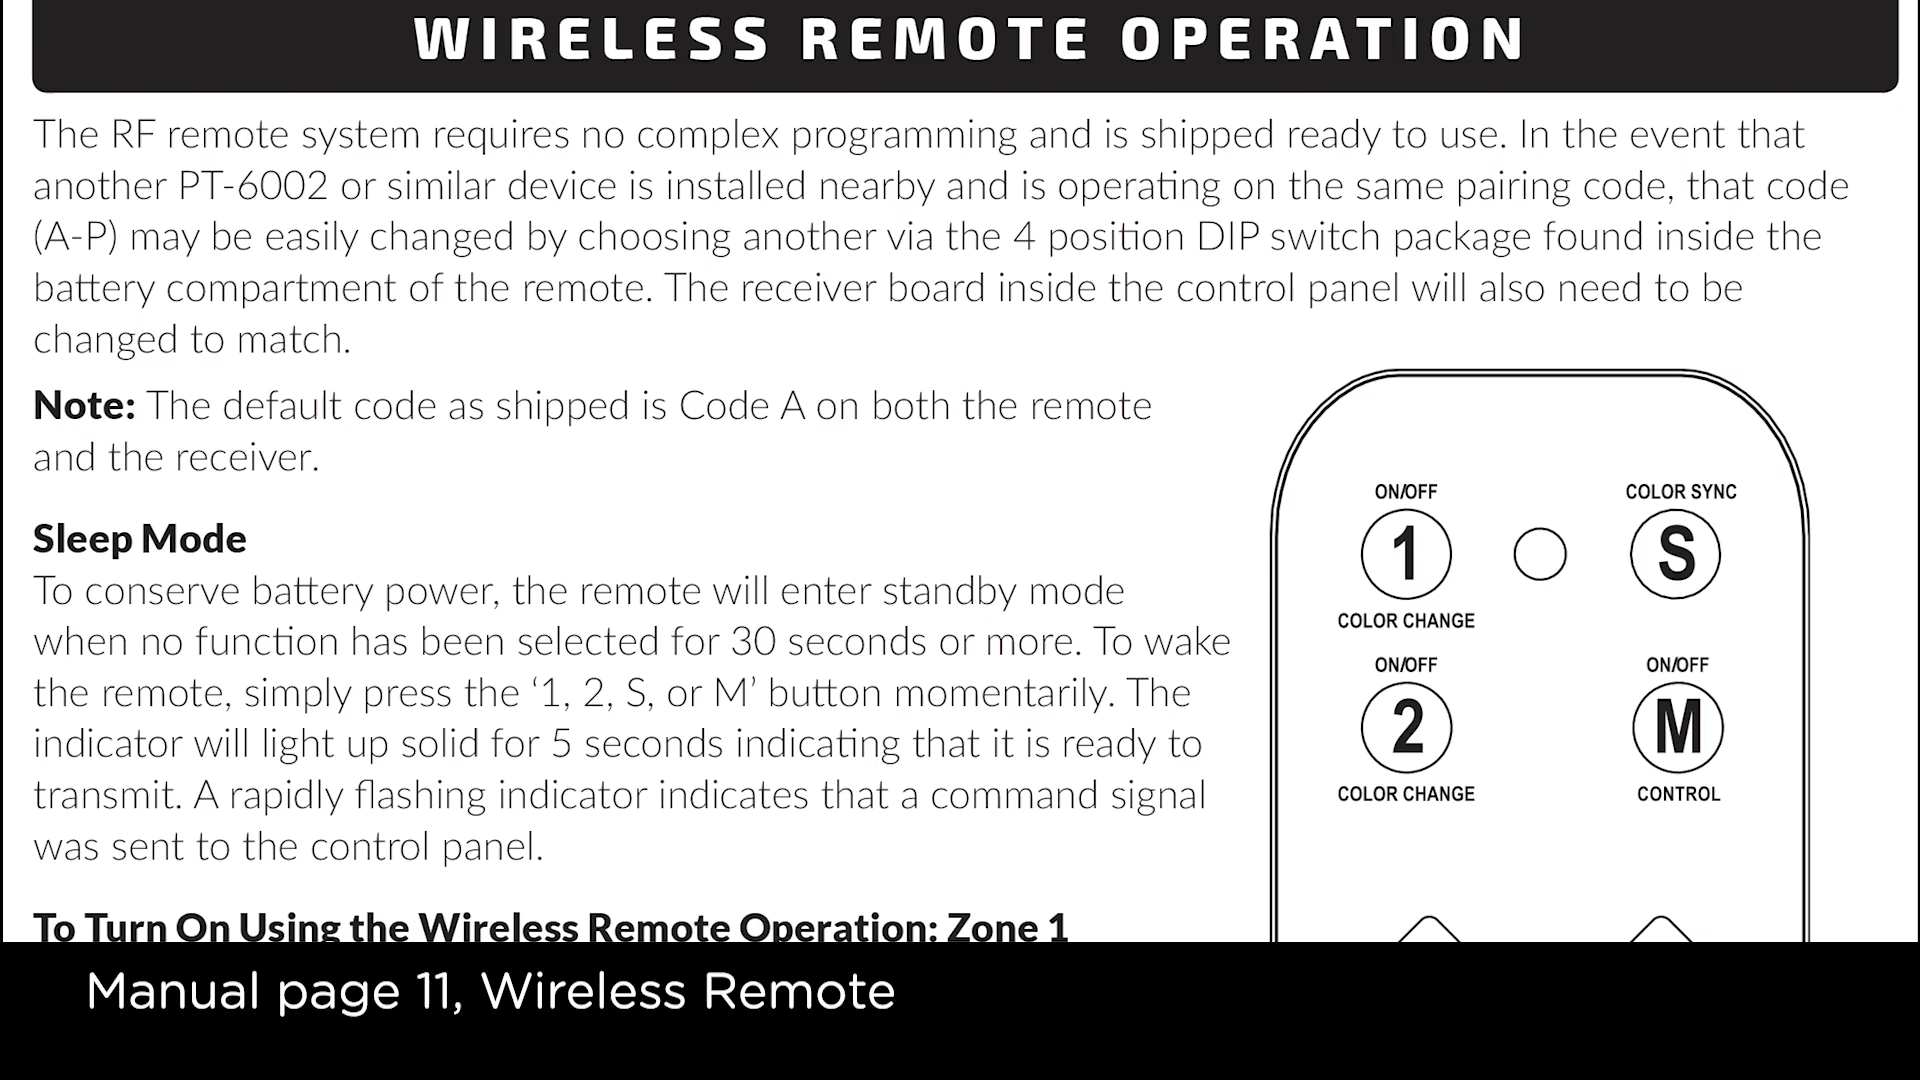 WIRELESS REMOTE OPERATION
The RF remote system requires no complex programming and is shipped ready to use. In the event that
another PT-6002 or similar device is installed nearby and is operating on the same pairing code, that code
(A-P) may be easily changed by choosing another via the 4 position DIP switch package found inside the
battery compartment of the remote. The receiver board inside the control panel will also need to be
changed to match.
Note: The default code as shipped is Code A on both the remote
and the receiver.
Sleep Mode
To conserve battery power, the remote will enter standby mode
when no function has been selected for 30 seconds or more. To wake
the remote, simply press the ‘1, 2, S, or M’ button momentarily. The
indicator will light up solid for 5 seconds indicating that it is ready to
transmit. A rapidly flashing indicator indicates that a command signal
was sent to the control panel.
To Turn On Using the Wireless Remote Operation: Zone 1
ON/OFF
COLOR SYNC
1
S
COLOR CHANGE
ON/OFF
ON/OFF
2
M
COLOR CHANGE
CONTROL
Manual page 11, Wireless Remote